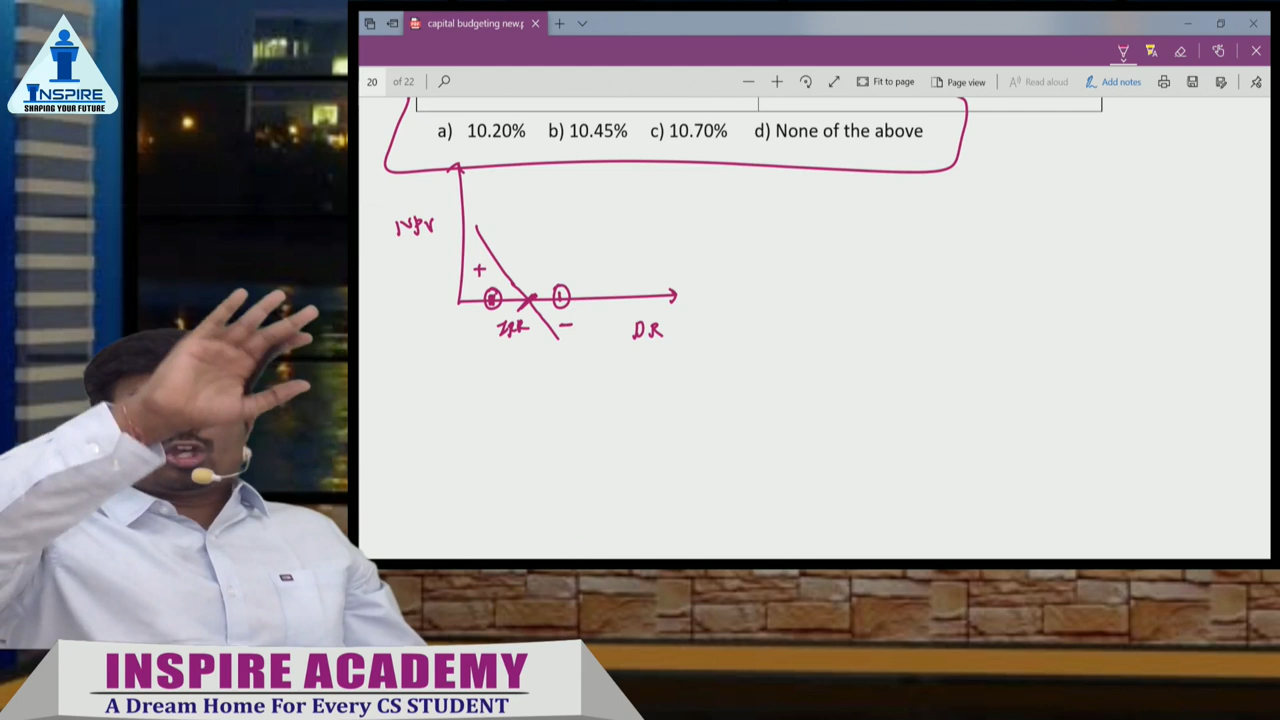 INSPIRE
SHAPING YOUR FUTURE
capital budgeting new.p
20 of 22
Fit to page
Page view
Read aloud
Add notes
a) 10.20% b) 10.45% c) 10.70% d) None of the above
NPV
+
IRR
−
DR
INSPIRE ACADEMY
A Dream Home For Every CS STUDENT